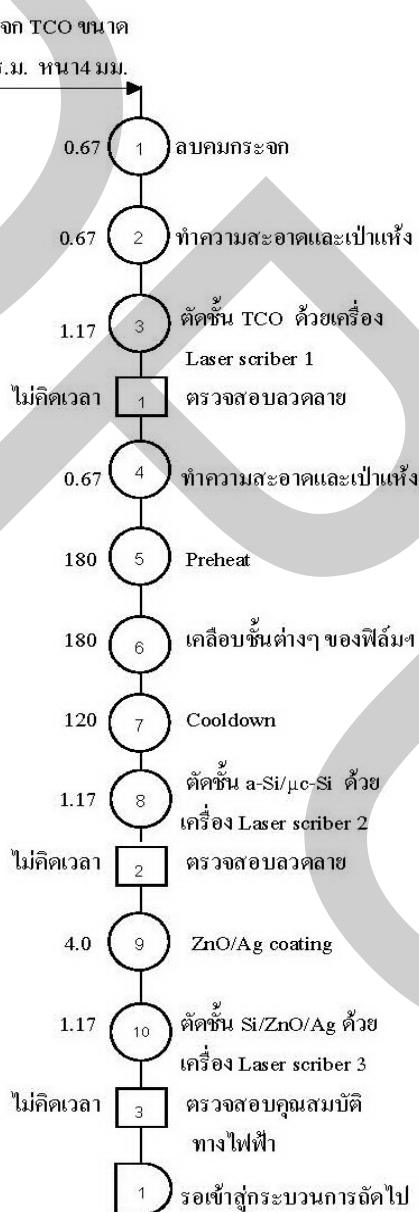 TCO ขนาด
หนา4 มม.
0.67 1 ลบคมกระจก
0.67 2 ทำความสะอาดและเป่าแห้ง
1.17 3 ตัดชั้น TCO ด้วยเครื่อง
Laser scriber 1
ไม่คิดเวลา 1 ตรวจสอบลวดลาย
0.67 4 ทำความสะอาดและเป่าแห้ง
180 5 Preheat
180 6 เคลือบชั้นต่างๆ ของฟิล์มฯ
120 7 Cooldown
1.17 8 ตัดชั้น a-Si/μc-Si ด้วย
เครื่อง Laser scriber 2
ไม่คิดเวลา 2 ตรวจสอบลวดลาย
4.0 9 ZnO/Ag coating
1.17 10 ตัดชั้น Si/ZnO/Ag ด้วย
เครื่อง Laser scriber 3
ไม่คิดเวลา 3 ตรวจสอบคุณสมบัติ
ทางไฟฟ้า
1 รอเข้าสู่กระบวนการถัดไป